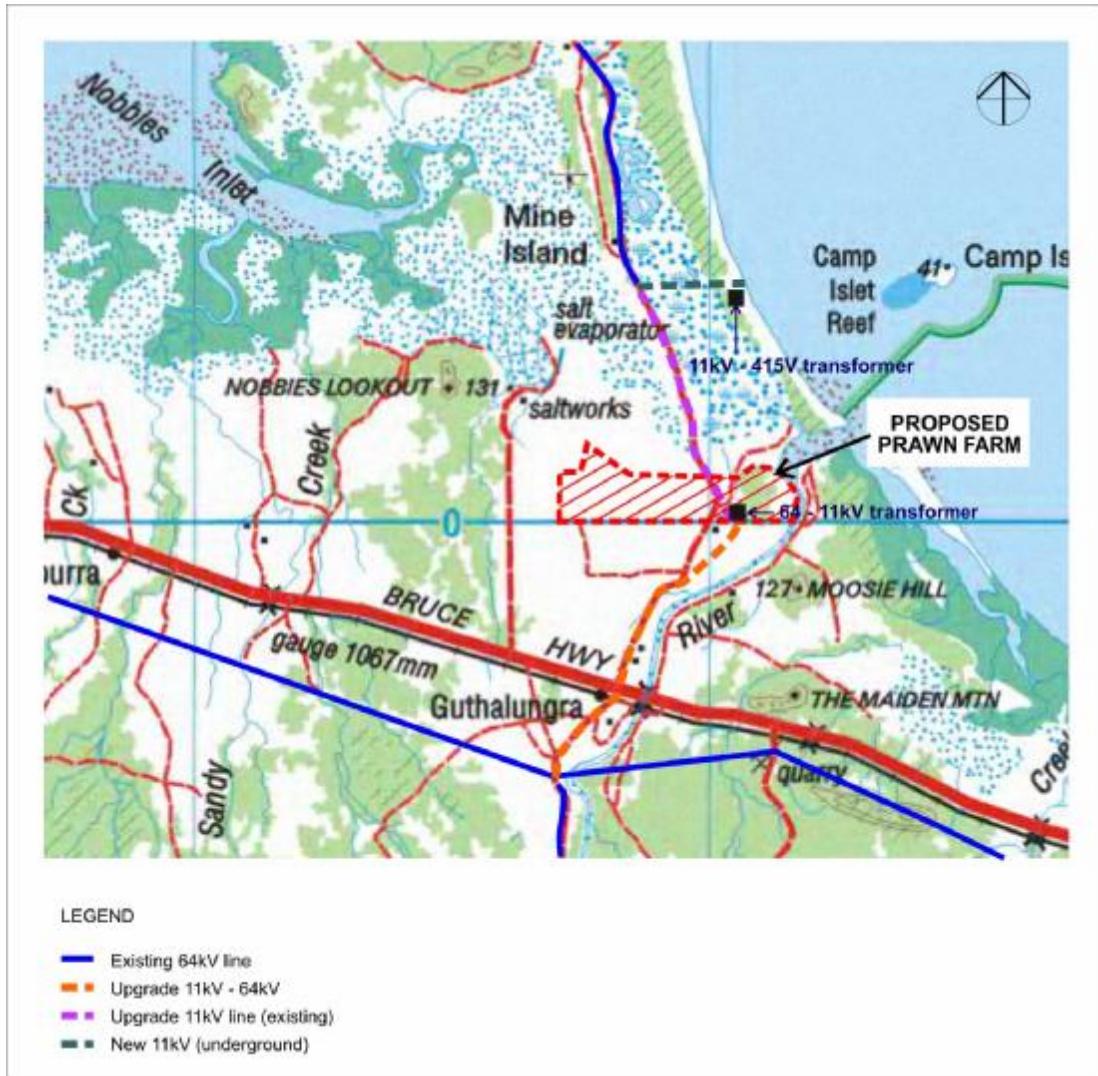 Nobbies
Inlet
Mine
Island
Camp
Islet
Reef
41
Camp Is
salt
evaporator
11kV - 415V transformer
NOBBIES LOOKOUT 131
saltworks
PROPOSED
PRAWN FARM
Creek
Ck
0
64 - 11kV transformer
127 MOOSIE HILL
River
BRUCE
HWY
gauge 1067mm
Guthalungra
THE MAIDEN MTN
quarry
Sandy
Creek
LEGEND
Existing 64kV line
Upgrade 11kV - 64kV
Upgrade 11kV line (existing)
New 11kV (underground)